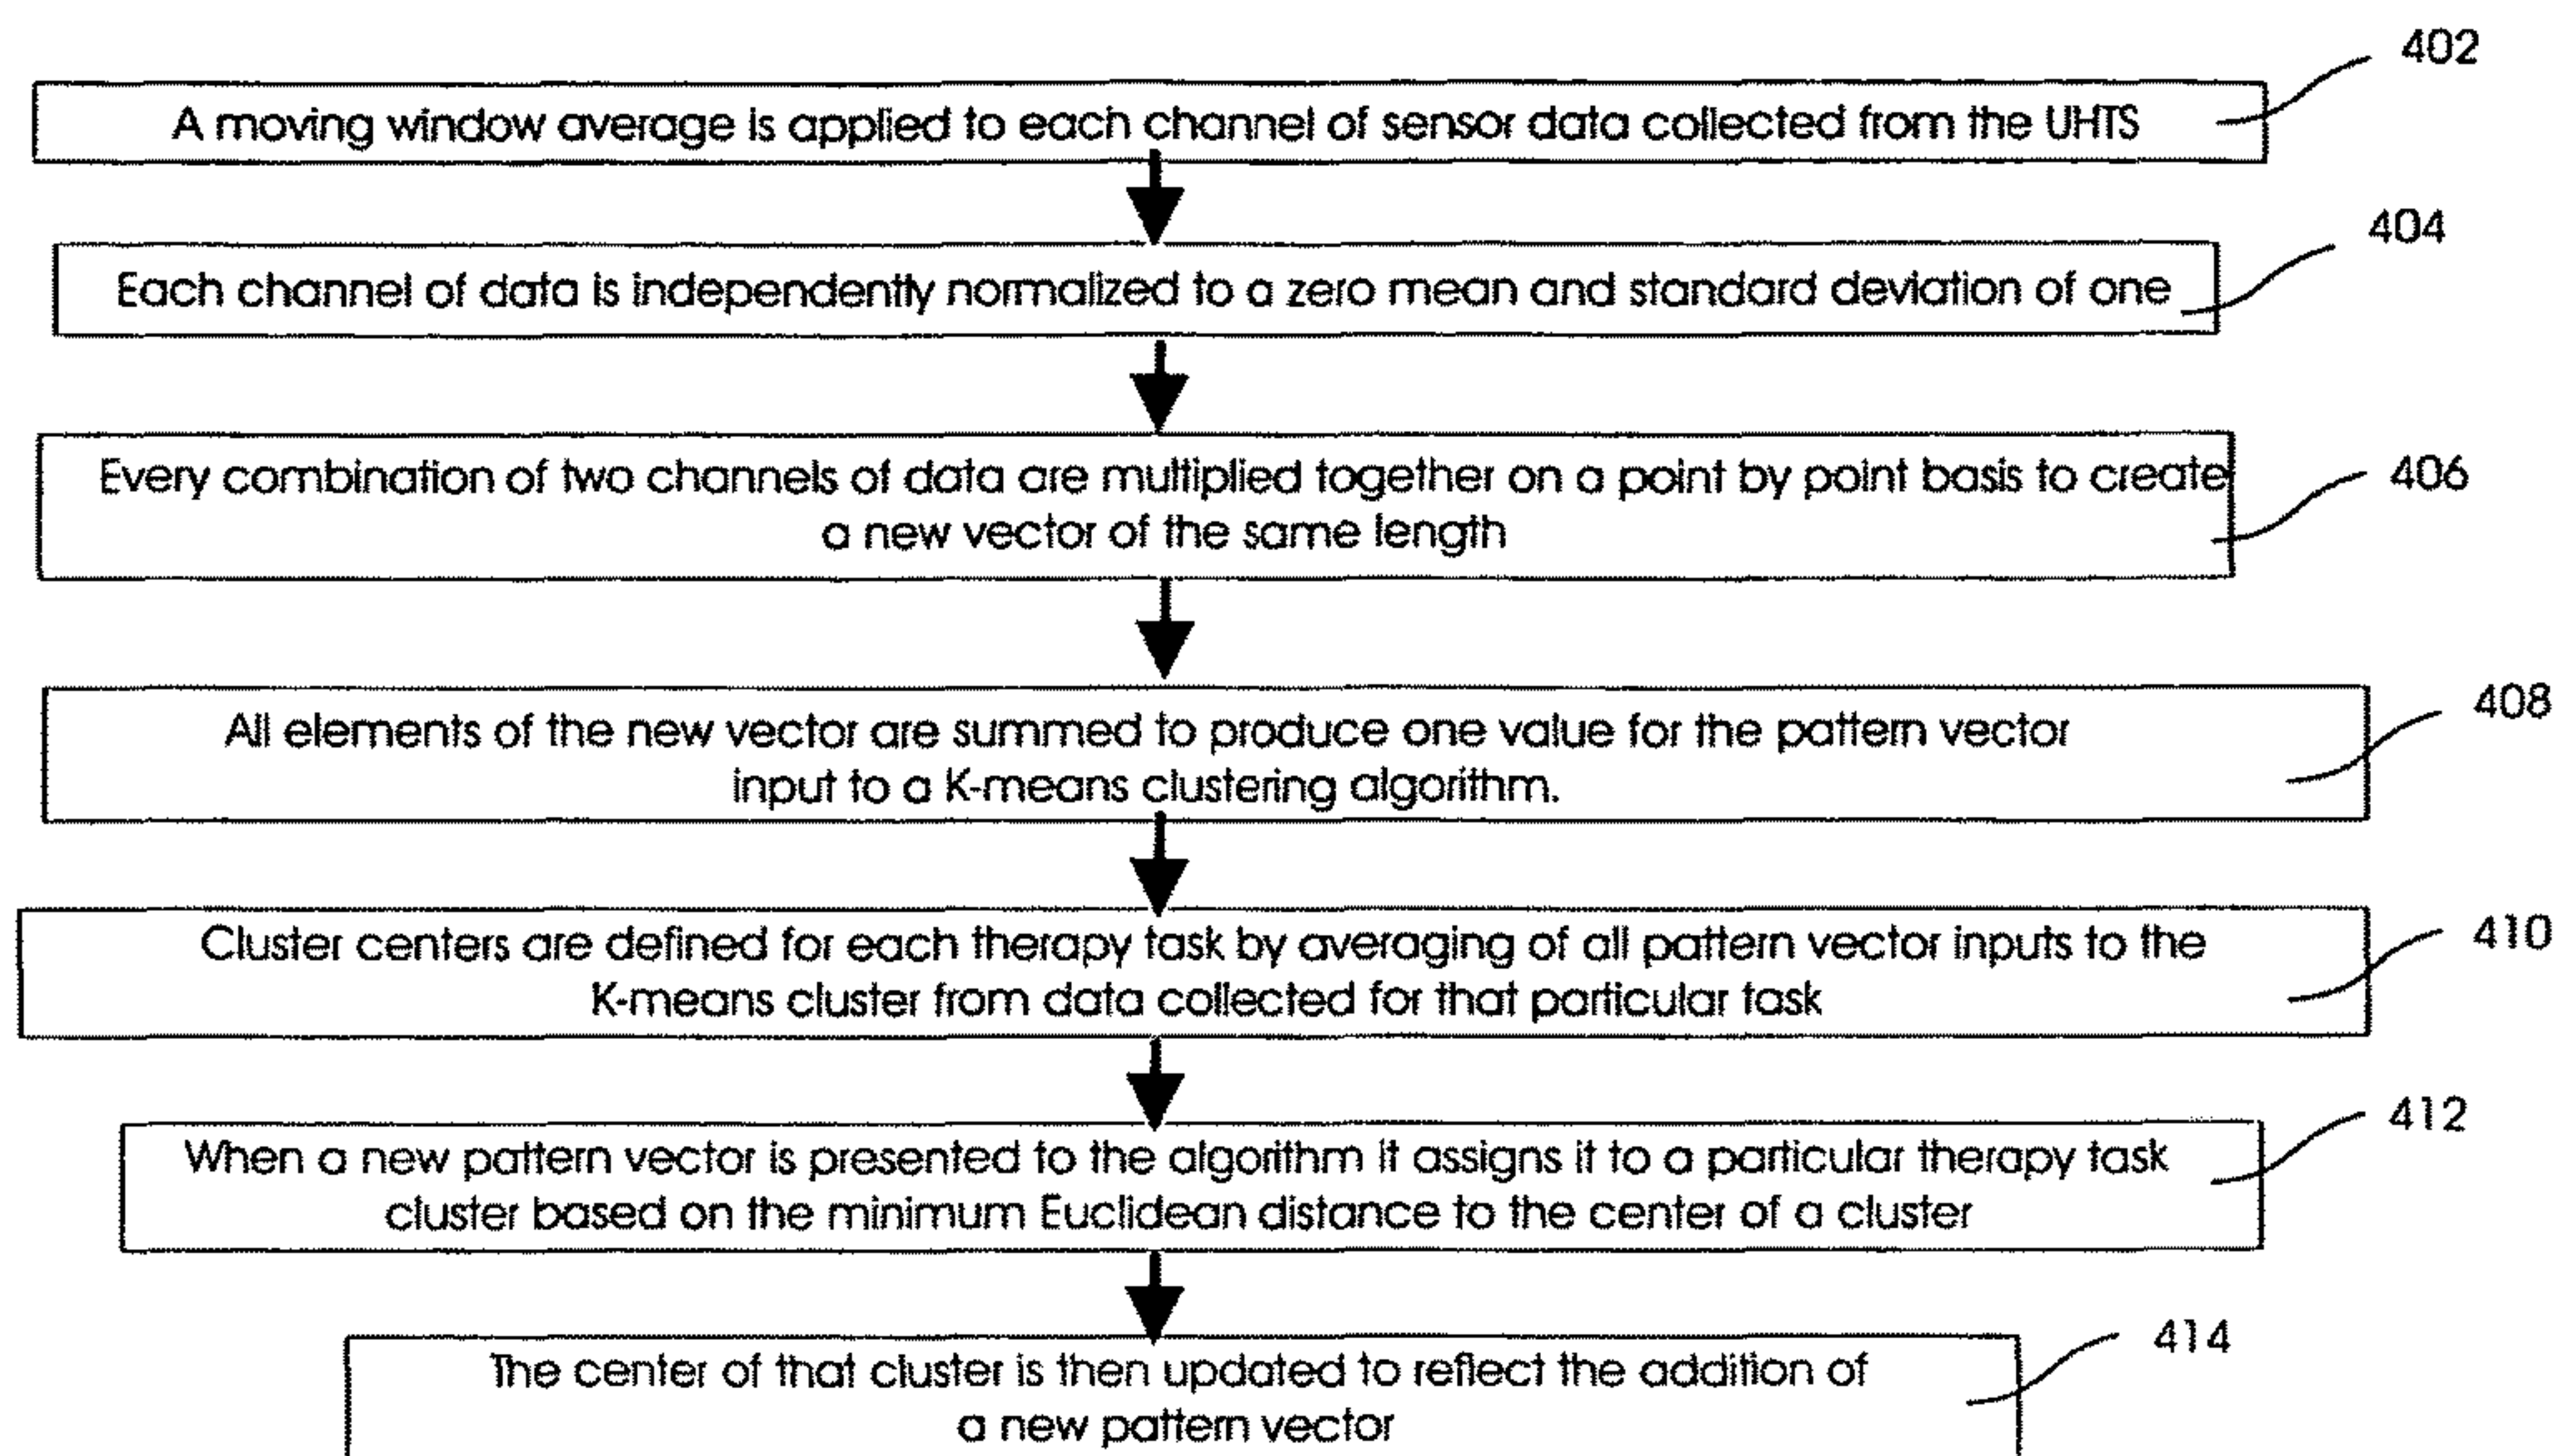 402
A moving window average is applied to each channel of sensor data collected from the UHTS
404
Each channel of data is independently normalized to a zero mean and standard deviation of one
Every combination of two channels of data are multiplied together on a point by point basis to create
406
a new vector of the same length
408
All elements of the new vector are summed to produce one value for the pattern vector
input to a K-means clustering algorithm.
410
Cluster centers are defined for each therapy task by averaging of all pattern vector inputs to the
K-means cluster from data collected for that particular task
412
When a new pattern vector is presented to the algorithm it assigns it to a particular therapy task
cluster based on the minimum Euclidean distance to the center of a cluster
414
The center of that cluster is then updated to reflect the addition of
a new pattern vector